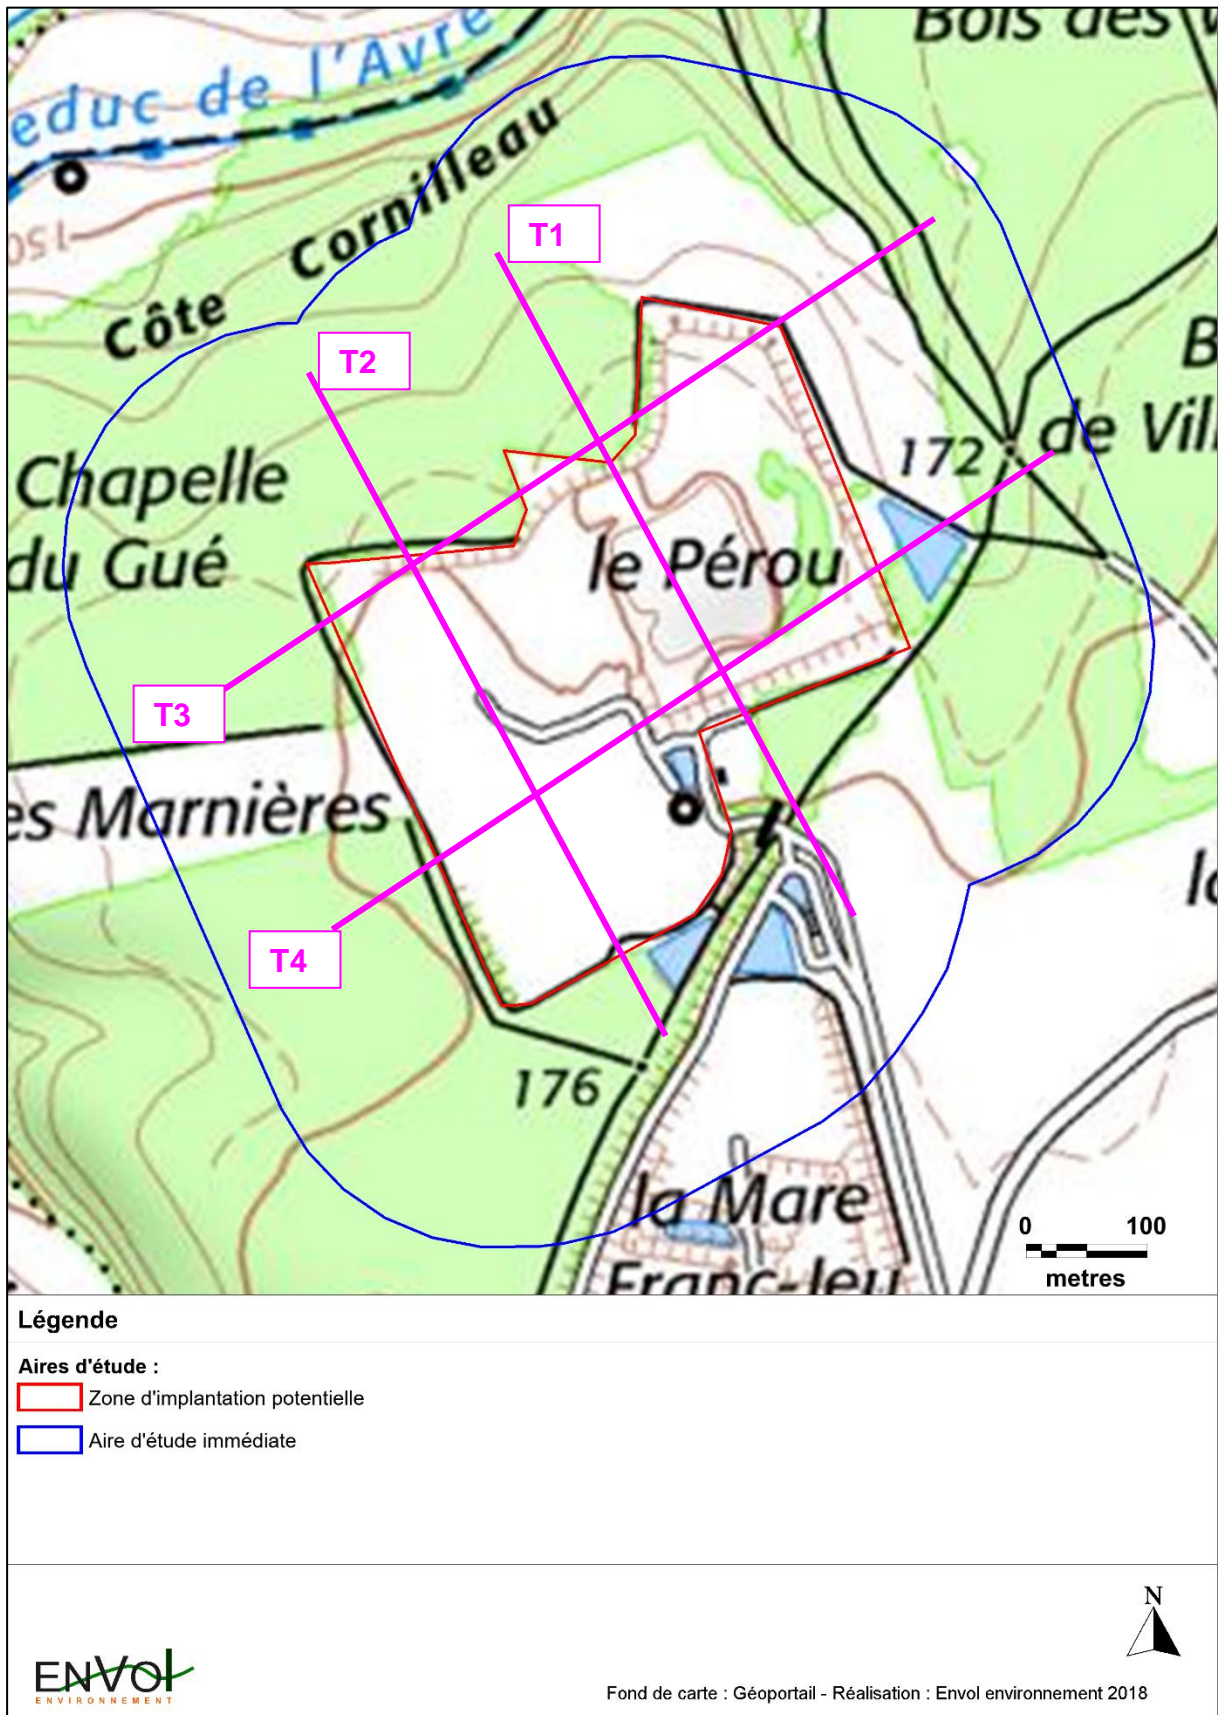 Bois des
educ de l'Avre
Côte Cornilleau
150
T1
T2
B
de Vil
172
Chapelle
du Gué
le Pérou
T3
es Marnières
T4
176
la Mare
Franc-leu
0 100
metres
Légende
Aires d'étude :
Zone d'implantation potentielle
Aire d'étude immédiate
N
ENVOl
ENVIRONNEMENT
Fond de carte : Géoportail - Réalisation : Envol environnement 2018